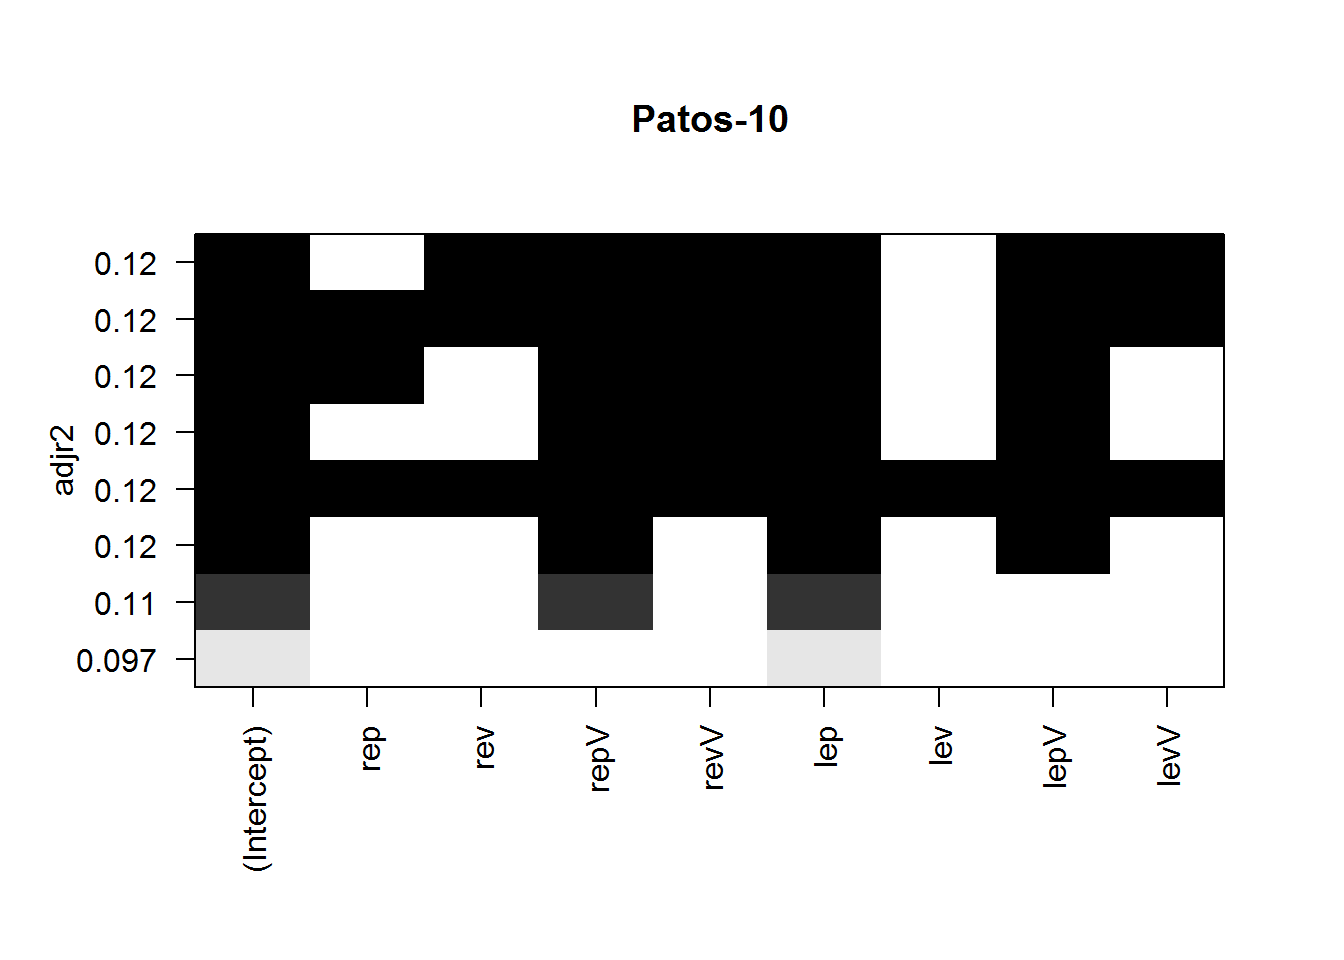 Patos-10
adjr2
0.12
0.12
0.12
0.12
0.12
0.12
0.11
0.097
(Intercept)
rep
rev
repV
revV
lep
lev
lepV
levV